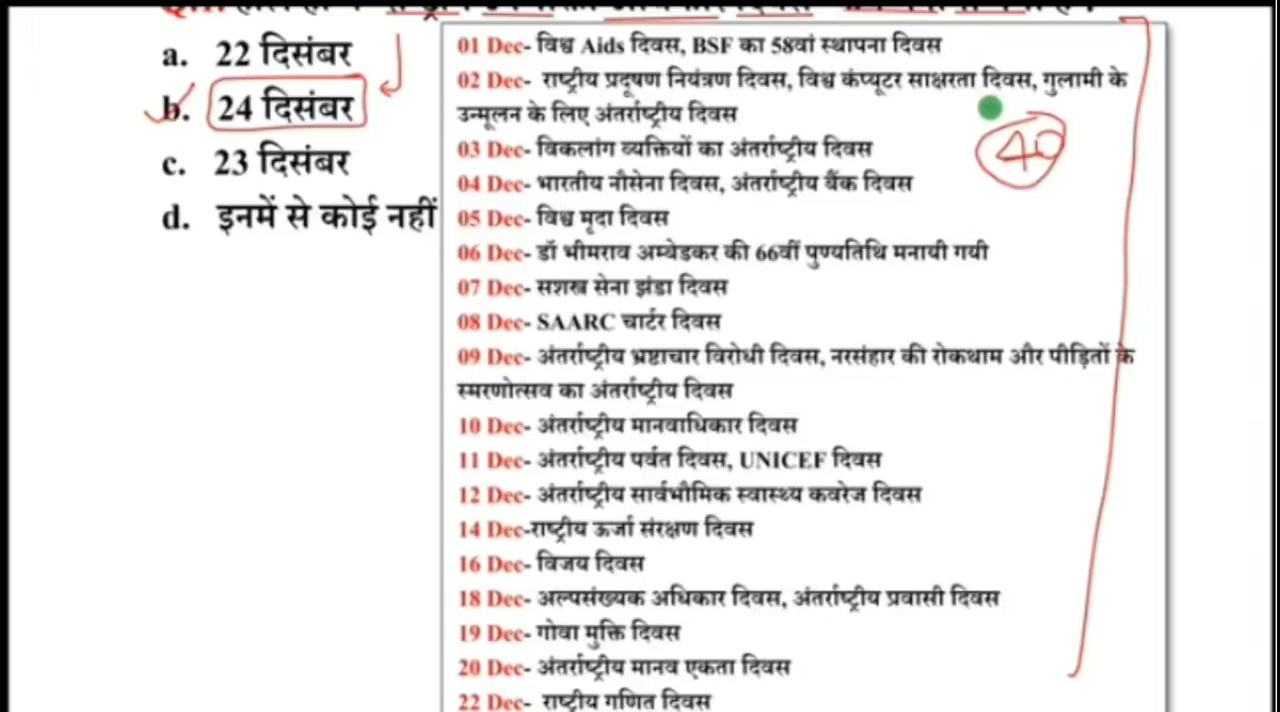 a. 22 दिसंबर
b. 24 दिसंबर
c. 23 दिसंबर
d. इनमें से कोई नहीं
01 Dec- विश्व Aids दिवस, BSF का 58वां स्थापना दिवस
02 Dec- राष्ट्रीय प्रदूषण नियंत्रण दिवस, विश्व कंप्यूटर साक्षरता दिवस, गुलामी के
उन्मूलन के लिए अंतर्राष्ट्रीय दिवस
40
03 Dec- विकलांग व्यक्तियों का अंतर्राष्ट्रीय दिवस
04 Dec- भारतीय नौसेना दिवस, अंतर्राष्ट्रीय बैंक दिवस
05 Dec- विश्व मृदा दिवस
06 Dec- डॉ भीमराव अम्बेडकर की 66वीं पुण्यतिथि मनायी गयी
07 Dec- सशस्त्र सेना झंडा दिवस
08 Dec- SAARC चार्टर दिवस
09 Dec- अंतर्राष्ट्रीय भ्रष्टाचार विरोधी दिवस, नरसंहार की रोकथाम और पीड़ितों के
स्मरणोत्सव का अंतर्राष्ट्रीय दिवस
10 Dec- अंतर्राष्ट्रीय मानवाधिकार दिवस
11 Dec- अंतर्राष्ट्रीय पर्वत दिवस, UNICEF दिवस
12 Dec- अंतर्राष्ट्रीय सार्वभौमिक स्वास्थ्य कवरेज दिवस
14 Dec-राष्ट्रीय ऊर्जा संरक्षण दिवस
16 Dec- विजय दिवस
18 Dec- अल्पसंख्यक अधिकार दिवस, अंतर्राष्ट्रीय प्रवासी दिवस
19 Dec- गोवा मुक्ति दिवस
20 Dec- अंतर्राष्ट्रीय मानव एकता दिवस
22 Dec- राष्ट्रीय गणित दिवस